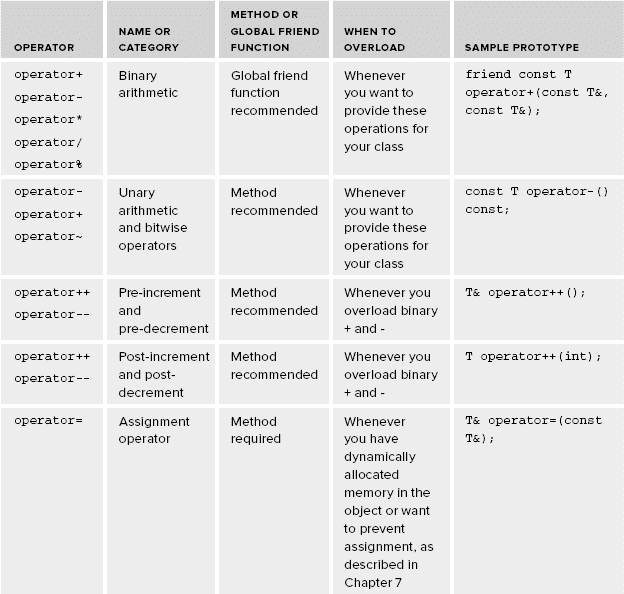 OPERATOR
NAME OR
CATEGORY
METHOD OR
GLOBAL FRIEND
FUNCTION
WHEN TO
OVERLOAD
SAMPLE PROTOTYPE
operator+
operator-
operator*
operator/
operator%
Binary
arithmetic
Global friend
function
recommended
Whenever
you want to
provide these
operations for
your class
friend const T
operator+(const T&,
const T&);
operator-
operator+
operator~
Unary
arithmetic
and bitwise
operators
Method
recommended
Whenever
you want to
provide these
operations for
your class
const T operator-()
const;
operator++
operator--
Pre-increment
and
pre-decrement
Method
recommended
Whenever you
overload binary
+ and -
T& operator++();
operator++
operator--
Post-increment
and post-
decrement
Method
recommended
Whenever you
overload binary
+ and -
T operator++(int);
operator=
Assignment
operator
Method
required
Whenever
you have
dynamically
allocated
memory in the
object or want
to prevent
assignment, as
described in
Chapter 7
T& operator=(const
T&);